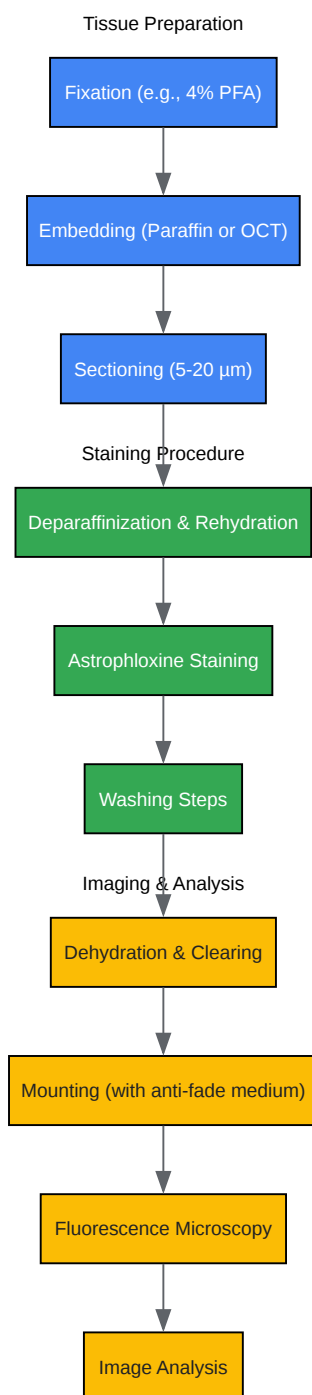 Tissue Preparation
Fixation (e.g., 4% PFA)
Embedding (Paraffin or OCT)
Sectioning (5-20 µm)
Staining Procedure
Deparaffinization & Rehydration
Astrophloxine Staining
Washing Steps
Imaging & Analysis
Dehydration & Clearing
Mounting (with anti-fade medium)
Fluorescence Microscopy
Image Analysis